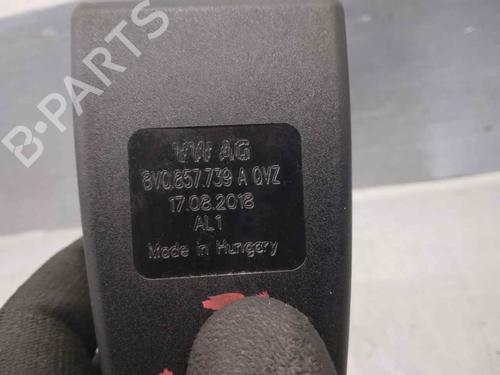 VW AG
8V0.857.739 A QVZ
17.08.2018
AL1
Made in Hungary
B-Parts